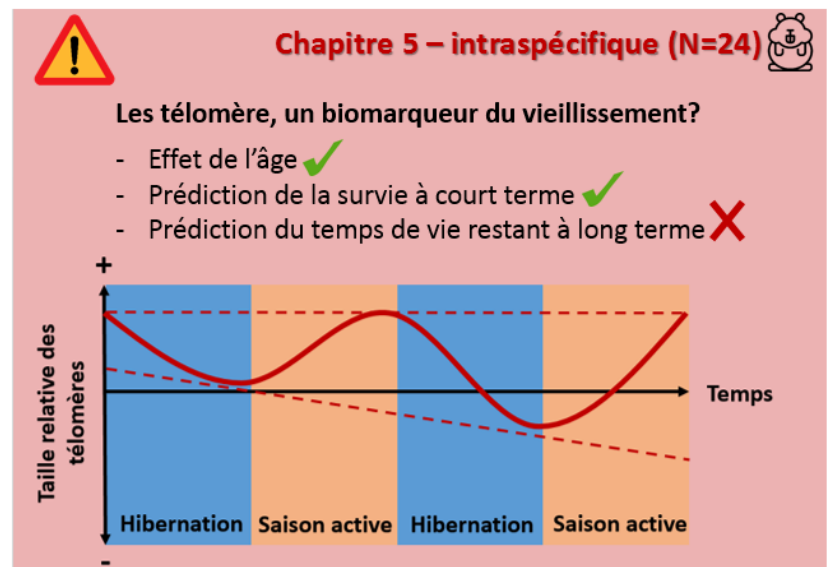 Chapitre 5 – intraspécifique (N=24)
Les télomère, un biomarqueur du vieillissement?
- Effet de l'âge
- Prédiction de la survie à court terme
- Prédiction du temps de vie restant à long terme
+
Taille relative des
télomères
Temps
Hibernation Saison active Hibernation Saison active
-